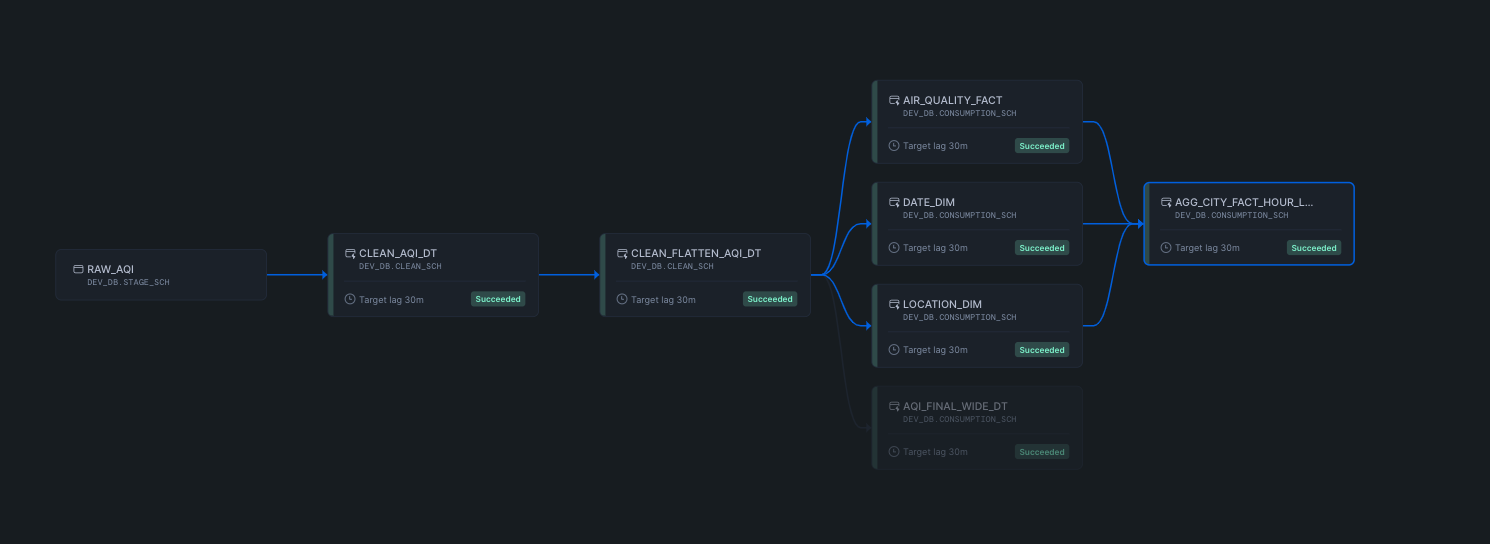 RAW_AQI
DEV_DB.STAGE_SCH
CLEAN_AQI_DT
DEV_DB.CLEAN_SCH
Target lag 30m
Succeeded
CLEAN_FLATTEN_AQI_DT
DEV_DB.CLEAN_SCH
Target lag 30m
Succeeded
AIR_QUALITY_FACT
DEV_DB.CONSUMPTION_SCH
Target lag 30m
Succeeded
DATE_DIM
DEV_DB.CONSUMPTION_SCH
Target lag 30m
Succeeded
LOCATION_DIM
DEV_DB.CONSUMPTION_SCH
Target lag 30m
Succeeded
AQI_FINAL_WIDE_DT
DEV_DB.CONSUMPTION_SCH
Target lag 30m
Succeeded
AGG_CITY_FACT_HOUR_L...
DEV_DB.CONSUMPTION_SCH
Target lag 30m
Succeeded